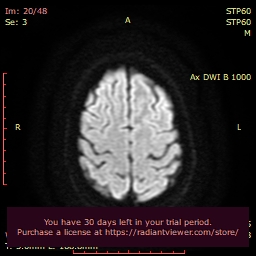 Im: 20/48
Se: 3
A
STP60
STP60
M
Ax DWI B 1000
R
L
You have 30 days left in your trial period.
Purchase a license at https://radiantviewer.com/store/